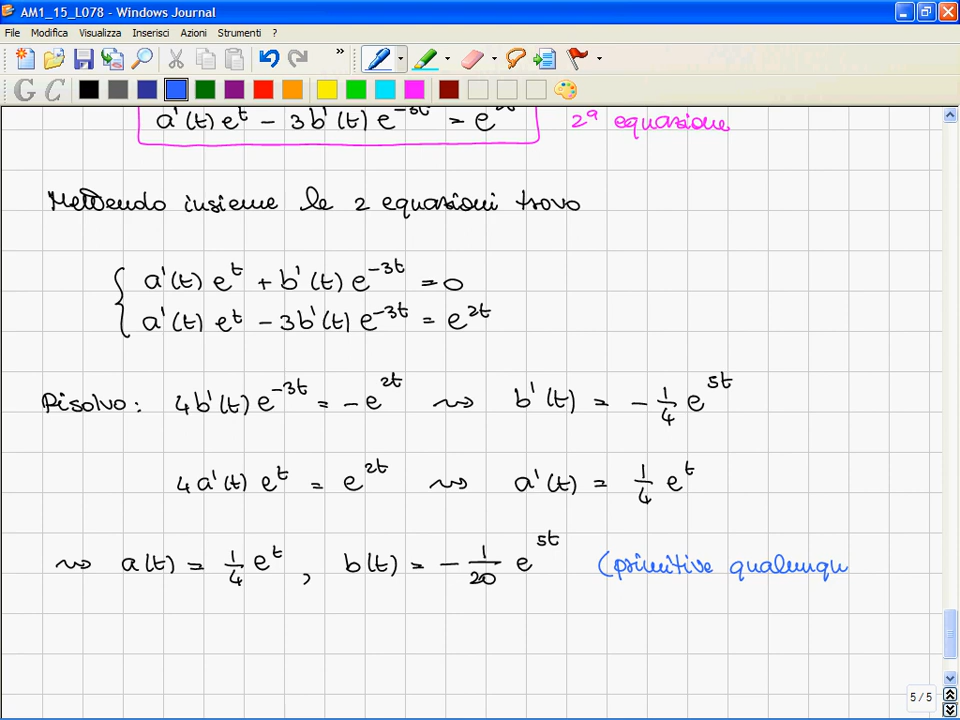 AM1_15_L078 - Windows Journal
File Modifica Visualizza Inserisci Azioni Strumenti ?
»
G C
a'(t) e^t - 3b'(t) e^{-3t} = e^{2t} 2ª equazione
Mettendo insieme le 2 equazioni trovo
a'(t) e^t + b'(t) e^{-3t} = 0
a'(t) e^t - 3b'(t) e^{-3t} = e^{2t}
Risolvo: 4b'(t) e^{-3t} = - e^{2t} ⇝ b'(t) = - 1/4 e^{5t}
4a'(t) e^t = e^{2t} ⇝ a'(t) = 1/4 e^t
⇝ a(t) = 1/4 e^t , b(t) = - 1/20 e^{5t} (primitive qualunqu
5 / 5